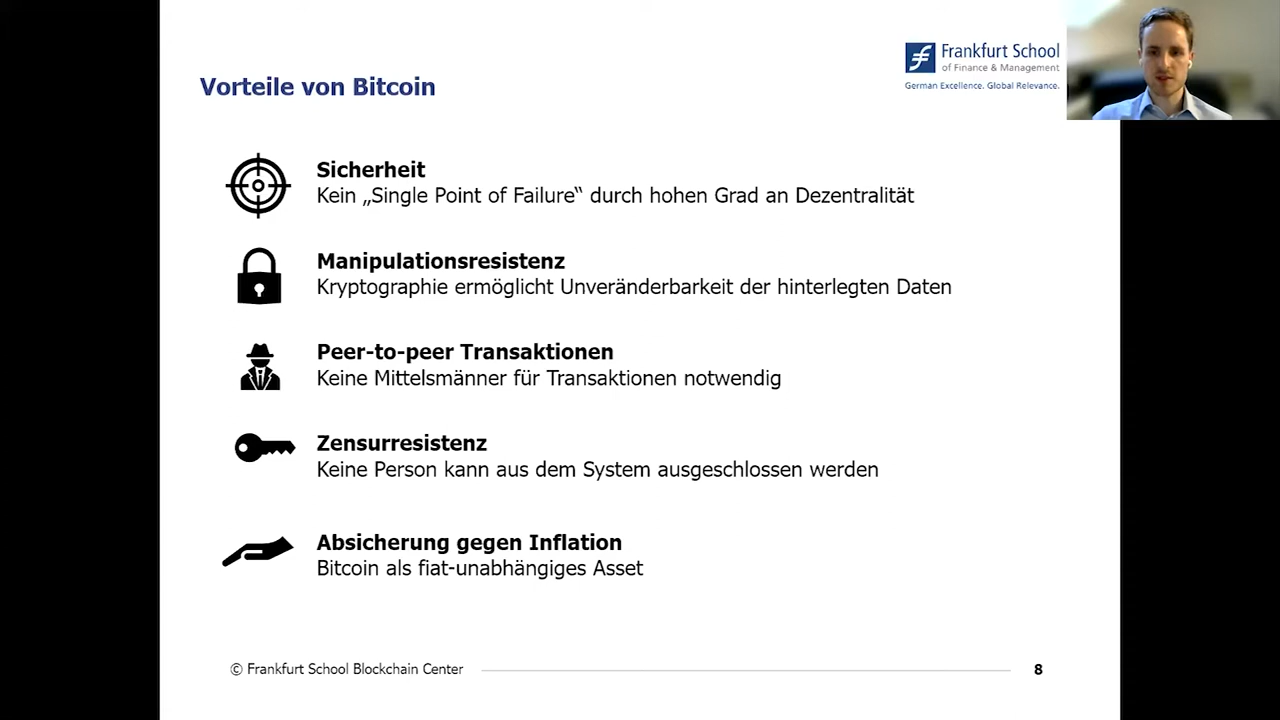 Frankfurt School
of Finance & Management
German Excellence. Global Relevance.
Vorteile von Bitcoin
Sicherheit
Kein „Single Point of Failure“ durch hohen Grad an Dezentralität
Manipulationsresistenz
Kryptographie ermöglicht Unveränderbarkeit der hinterlegten Daten
Peer-to-peer Transaktionen
Keine Mittelsmänner für Transaktionen notwendig
Zensurresistenz
Keine Person kann aus dem System ausgeschlossen werden
Absicherung gegen Inflation
Bitcoin als fiat-unabhängiges Asset
© Frankfurt School Blockchain Center
8